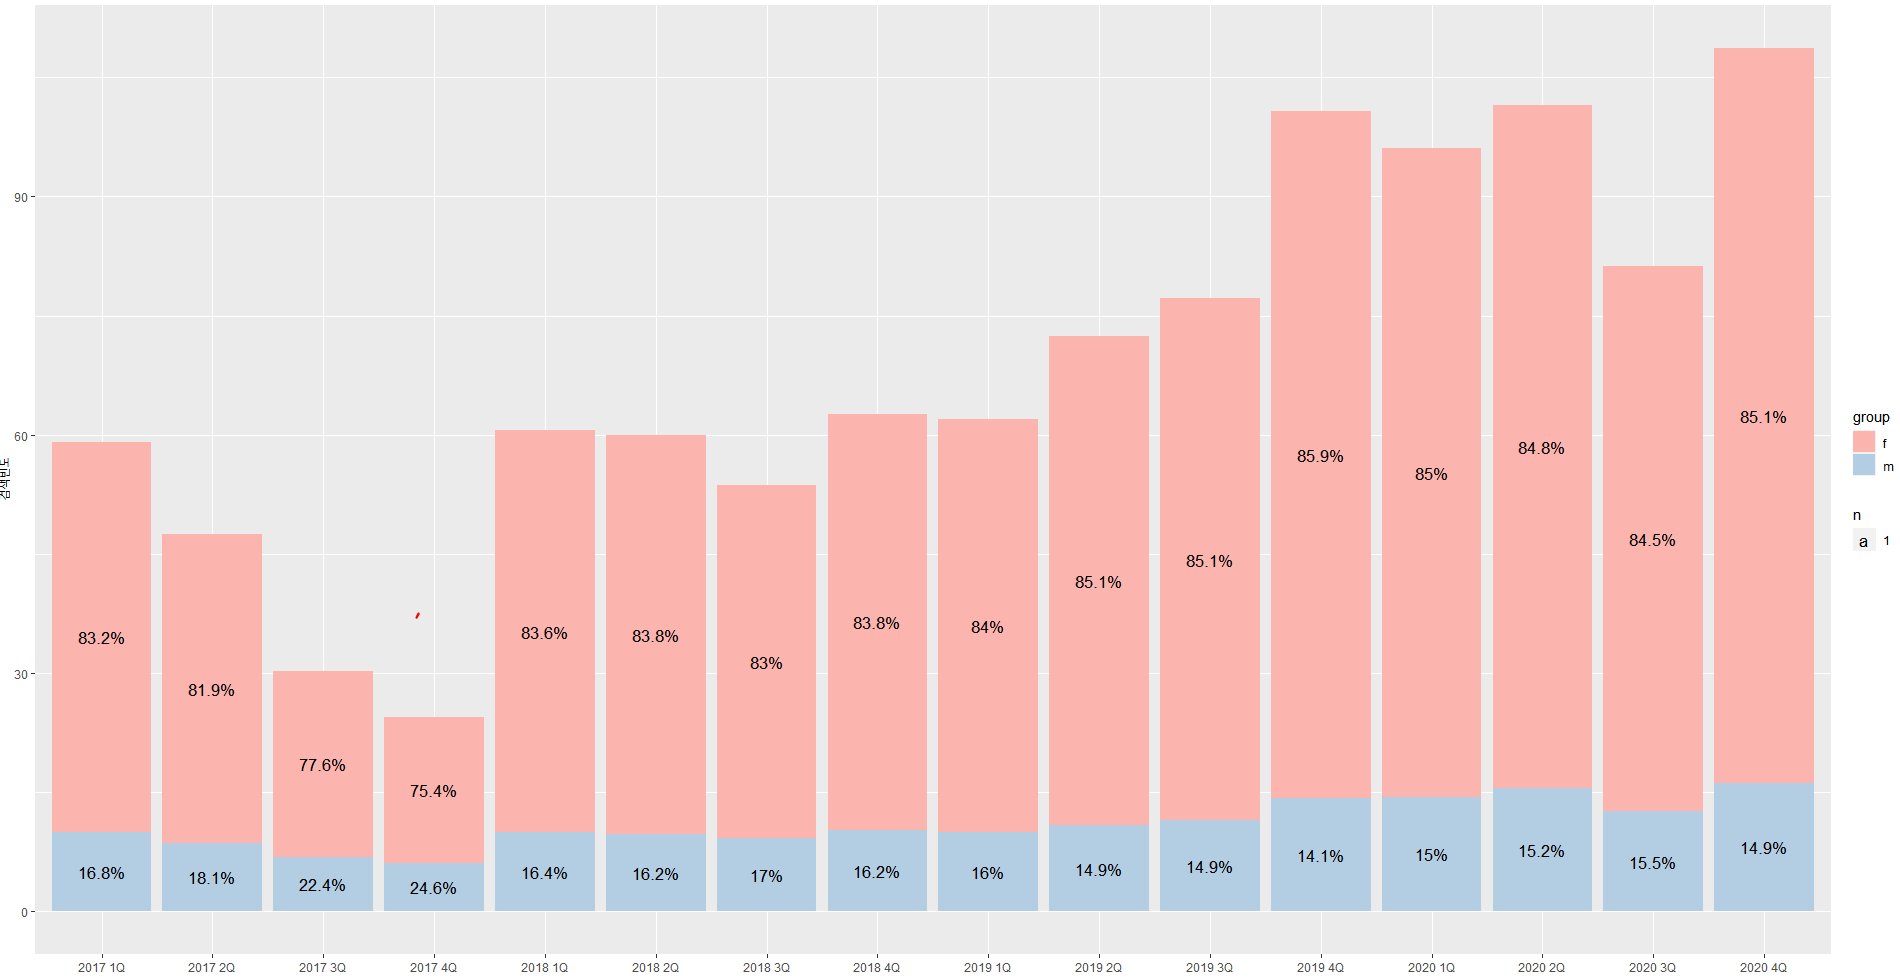 90
60
30
0
검색빈도
83.2%
81.9%
77.6%
75.4%
83.6%
83.8%
83%
83.8%
84%
85.1%
85.1%
85.9%
85%
84.8%
84.5%
85.1%
16.8%
18.1%
22.4%
24.6%
16.4%
16.2%
17%
16.2%
16%
14.9%
14.9%
14.1%
15%
15.2%
15.5%
14.9%
2017 1Q
2017 2Q
2017 3Q
2017 4Q
2018 1Q
2018 2Q
2018 3Q
2018 4Q
2019 1Q
2019 2Q
2019 3Q
2019 4Q
2020 1Q
2020 2Q
2020 3Q
2020 4Q
group
f
m
n
a 1